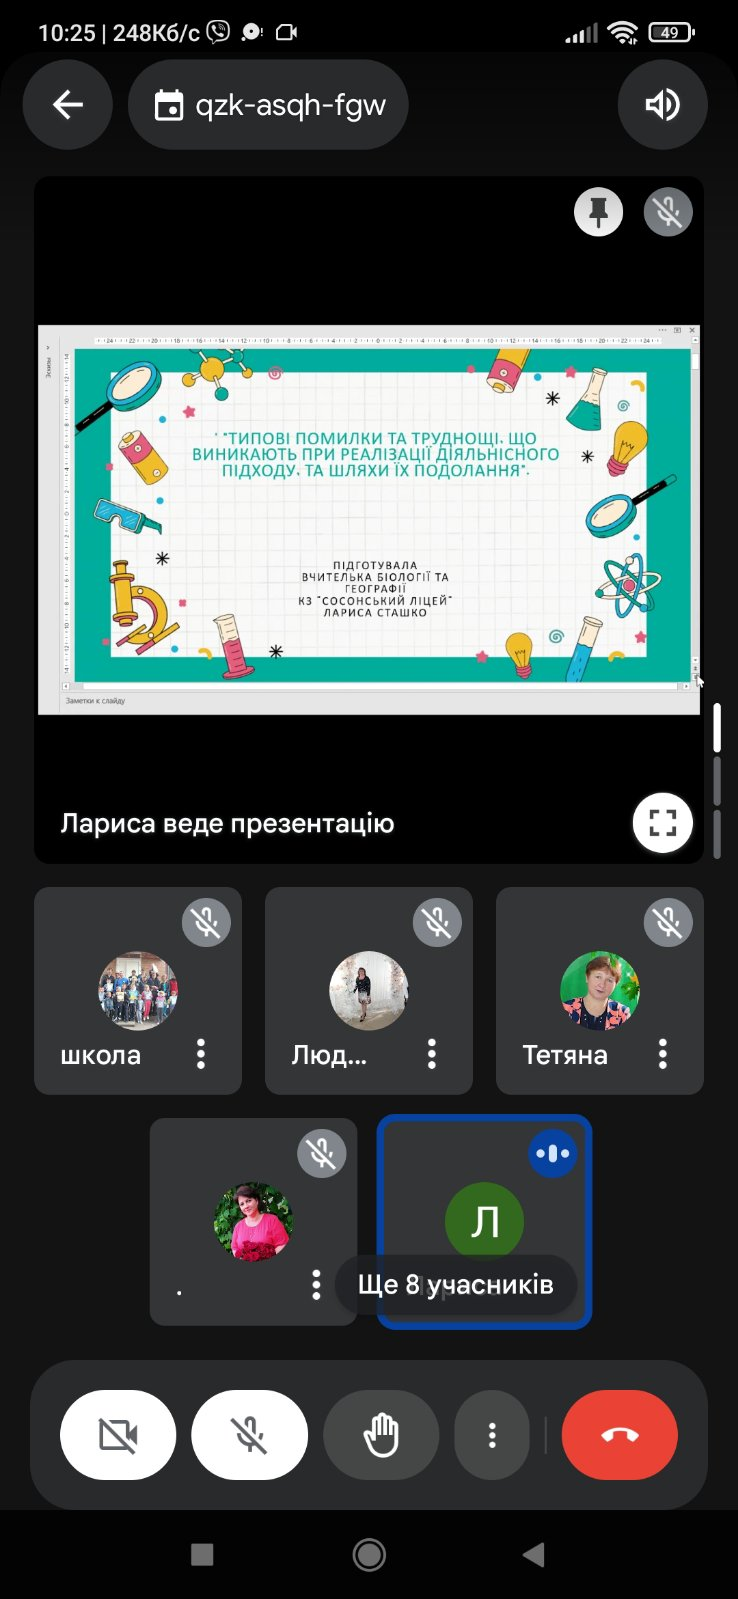 10:25 | 248Кб/с
49
qzk-asqh-fgw
Эскизы
" "ТИПОВІ ПОМИЛКИ ТА ТРУДНОЩІ, ЩО
ВИНИКАЮТЬ ПРИ РЕАЛІЗАЦІЇ ДІЯЛЬНІСНОГО
ПІДХОДУ, ТА ШЛЯХИ ЇХ ПОДОЛАННЯ".
ПІДГОТУВАЛА
ВЧИТЕЛЬКА БІОЛОГІЇ ТА
ГЕОГРАФІЇ
КЗ "СОСОНСЬКИЙ ЛІЦЕЙ"
ЛАРИСА СТАШКО
Заметки к слайду
Лариса веде презентацію
школа
Люд...
Тетяна
.
Л
Ще 8 учасників